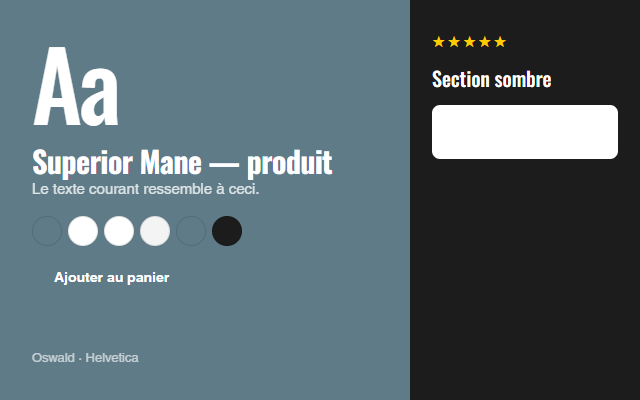 Aa
Superior Mane — produit
Le texte courant ressemble à ceci.
Ajouter au panier
Oswald · Helvetica
★★★★★
Section sombre